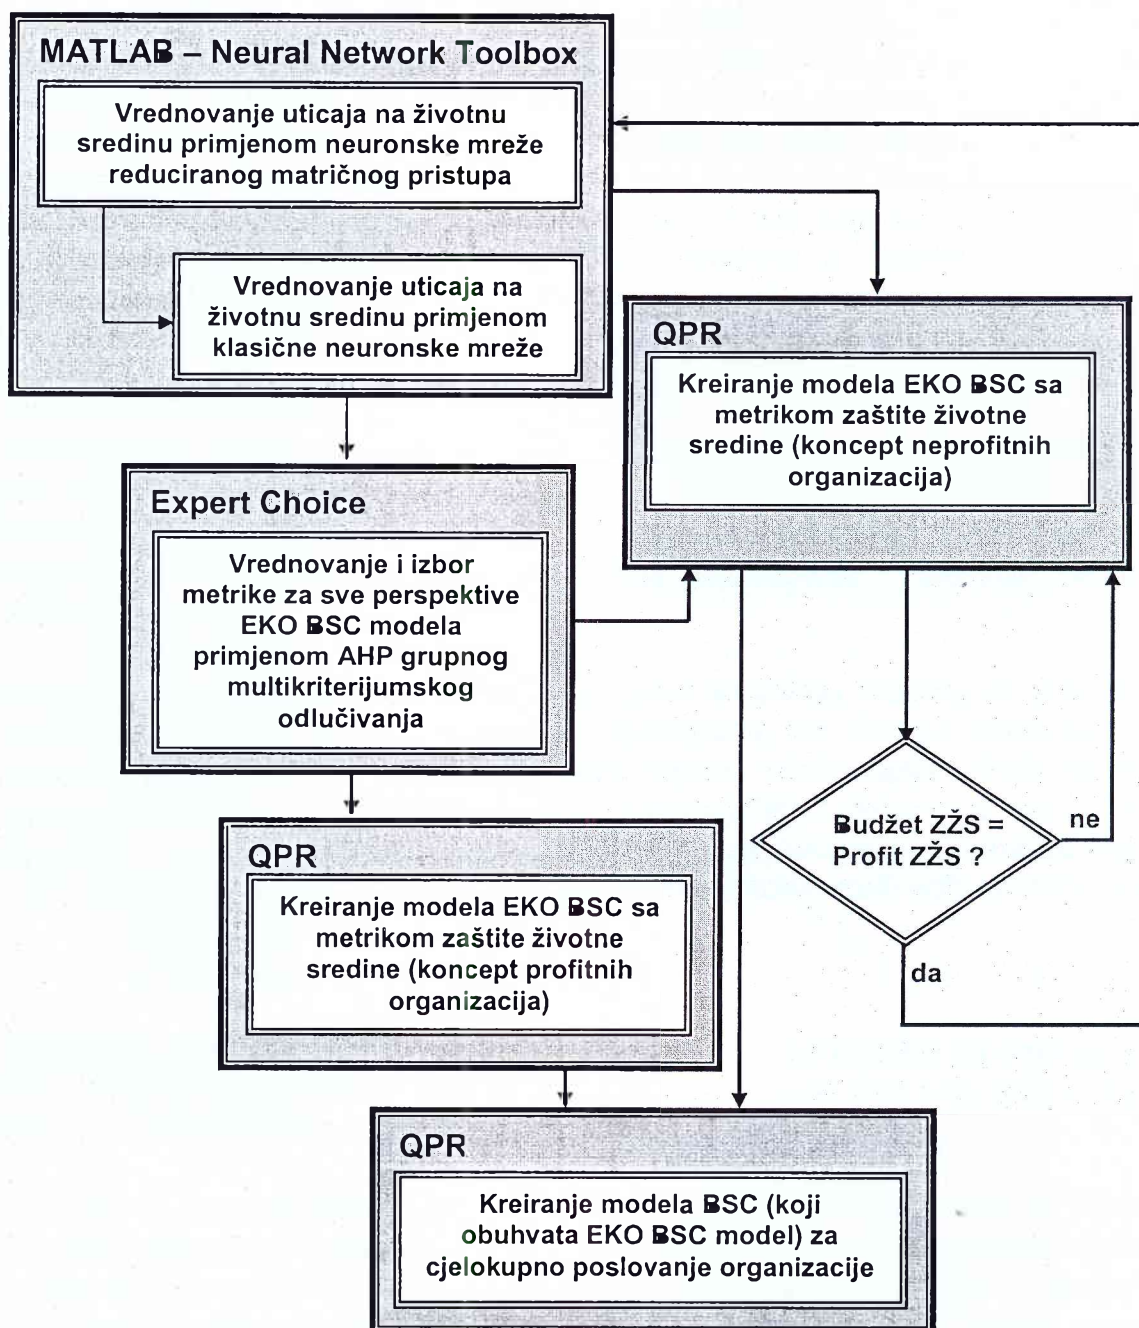 MATLAB – Neural Network Toolbox
Vrednovanje uticaja na životnu
sredinu primjenom neuronske mreže
reduciranog matričnog pristupa
Vrednovanje uticaja na
životnu sredinu primjenom
klasične neuronske mreže
QPR
Kreiranje modela EKO BSC sa
metrikom zaštite životne
sredine (koncept neprofitnih
organizacija)
Expert Choice
Vrednovanje i izbor
metrike za sve perspektive
EKO BSC modela
primjenom AHP grupnog
multikriterijumskog
odlučivanja
Budžet ZŽS =
Profit ZŽS ?
ne
da
QPR
Kreiranje modela EKO BSC sa
metrikom zaštite životne
sredine (koncept profitnih
organizacija)
QPR
Kreiranje modela BSC (koji
obuhvata EKO BSC model) za
cjelokupno poslovanje organizacije